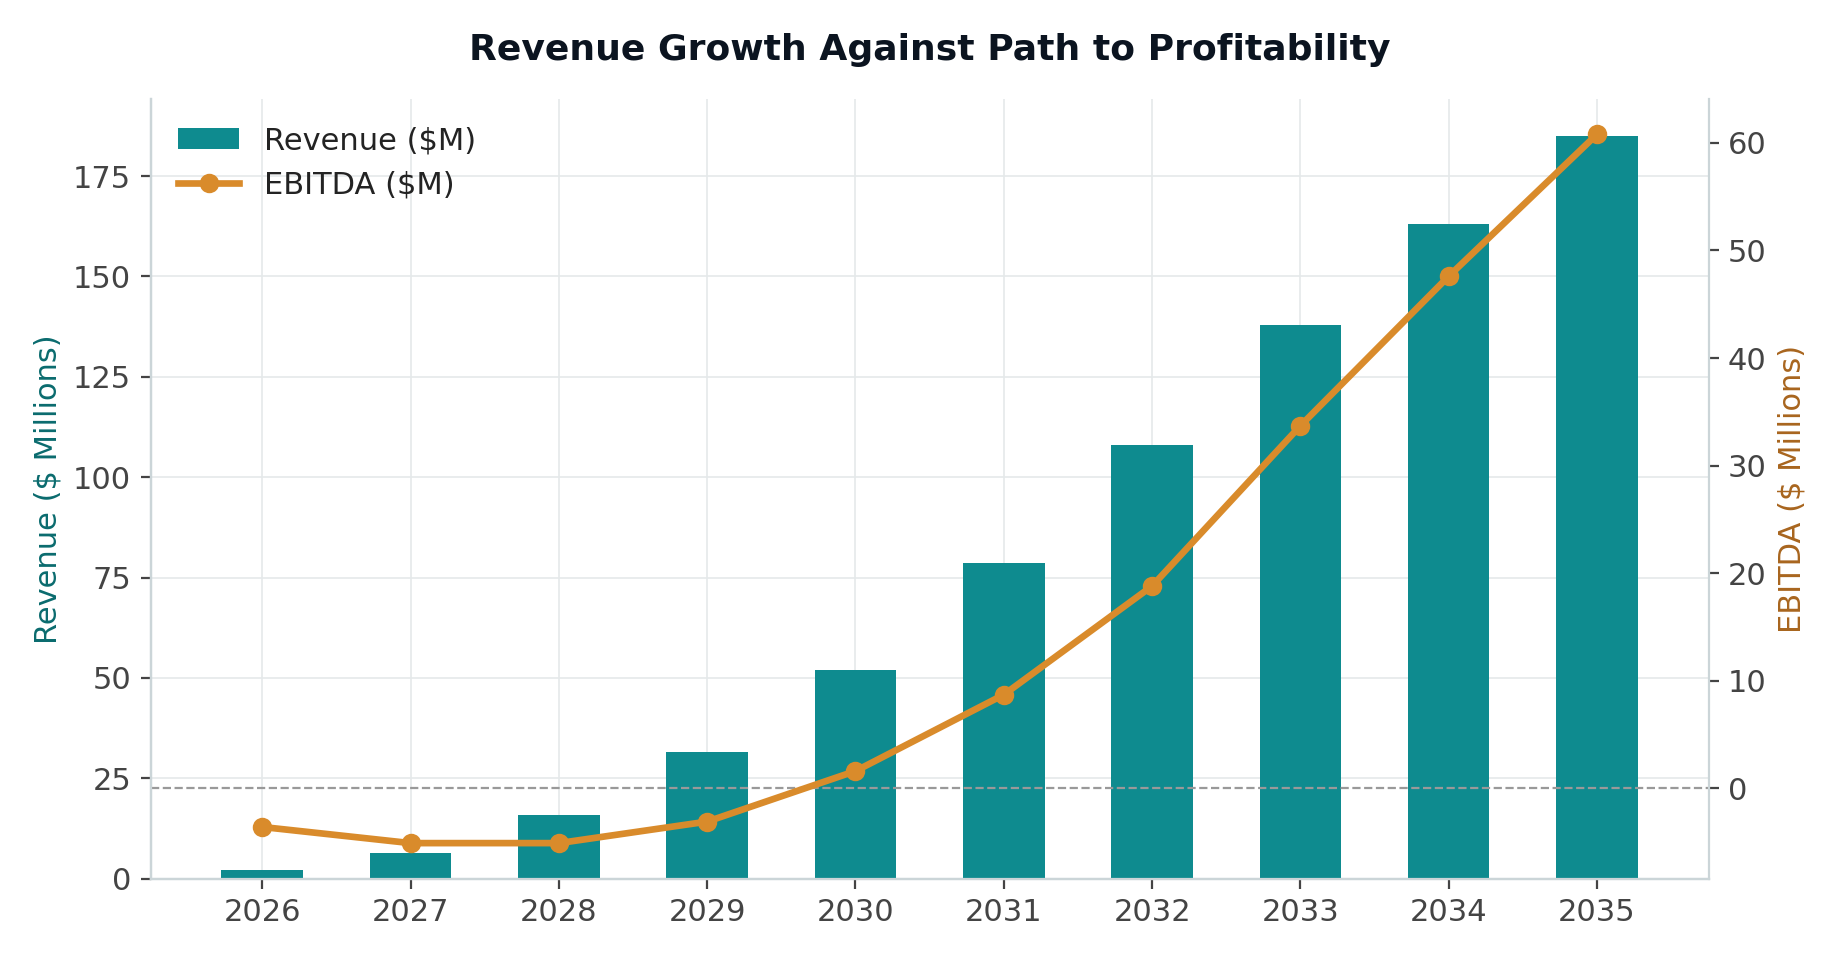 Revenue Growth Against Path to Profitability
Revenue ($M)
EBITDA ($M)
Revenue ($ Millions)
175
150
125
100
75
50
25
0
60
50
40
30
20
10
0
EBITDA ($ Millions)
2026 2027 2028 2029 2030 2031 2032 2033 2034 2035